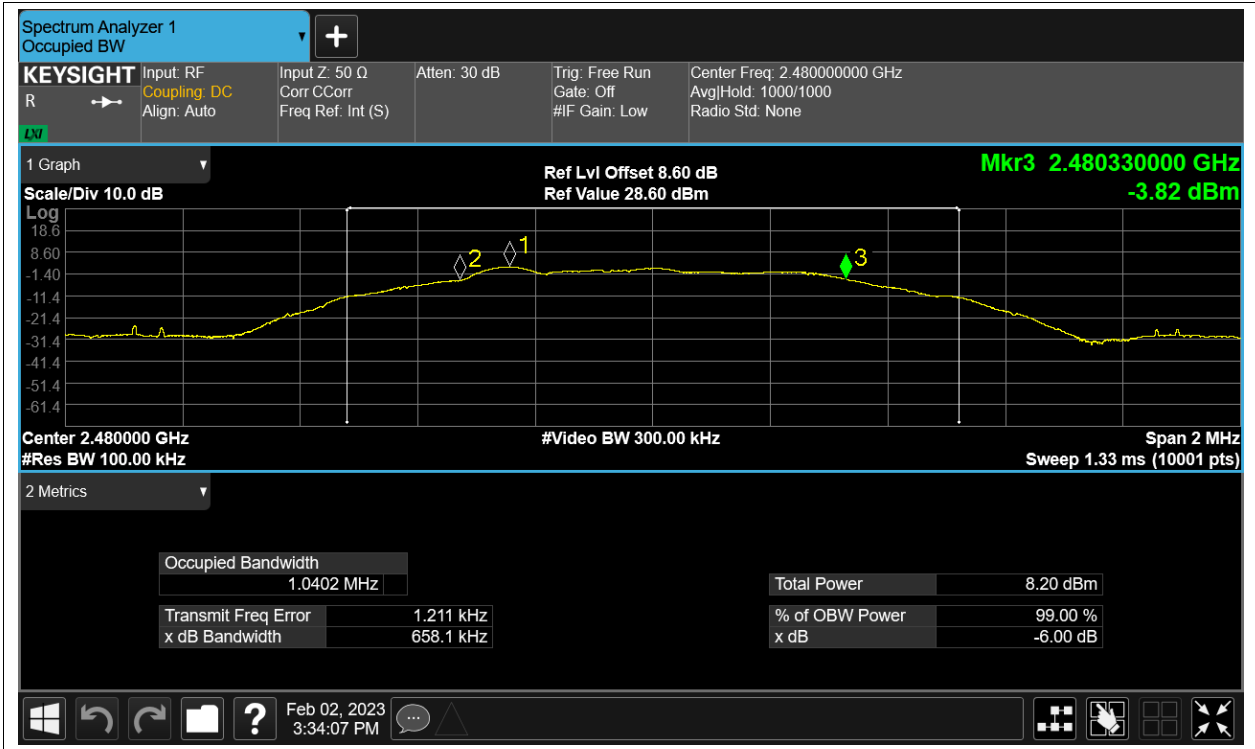 Spectrum Analyzer 1
Occupied BW
KEYSIGHT
R
LXI
Input: RF
Coupling: DC
Align: Auto
Input Z: 50 Ω
Corr CCorr
Freq Ref: Int (S)
Atten: 30 dB
Trig: Free Run
Gate: Off
#IF Gain: Low
Center Freq: 2.480000000 GHz
Avg|Hold: 1000/1000
Radio Std: None
1 Graph
Scale/Div 10.0 dB
Ref Lvl Offset 8.60 dB
Ref Value 28.60 dBm
Mkr3 2.480330000 GHz
-3.82 dBm
Log
18.6
8.60
-1.40
-11.4
-21.4
-31.4
-41.4
-51.4
-61.4
2
1
3
Center 2.480000 GHz
#Video BW 300.00 kHz
Span 2 MHz
#Res BW 100.00 kHz
Sweep 1.33 ms (10001 pts)
2 Metrics
Occupied Bandwidth
1.0402 MHz
Transmit Freq Error 1.211 kHz
x dB Bandwidth 658.1 kHz
Total Power 8.20 dBm
% of OBW Power 99.00 %
x dB -6.00 dB
?
Feb 02, 2023
3:34:07 PM